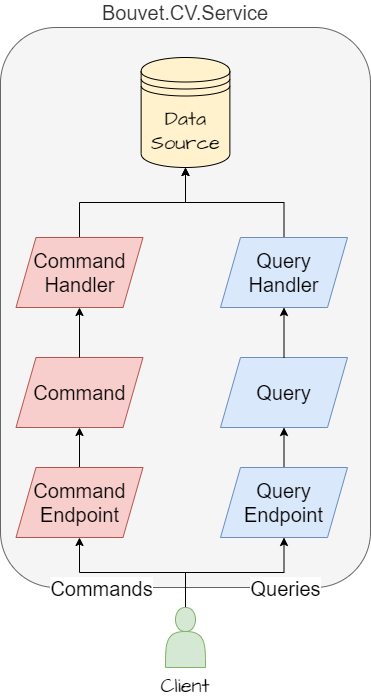 Bouvet.CV.Service
Data
Source
Command
Handler
Query
Handler
Command
Query
Command
Endpoint
Query
Endpoint
Commands
Queries
Client